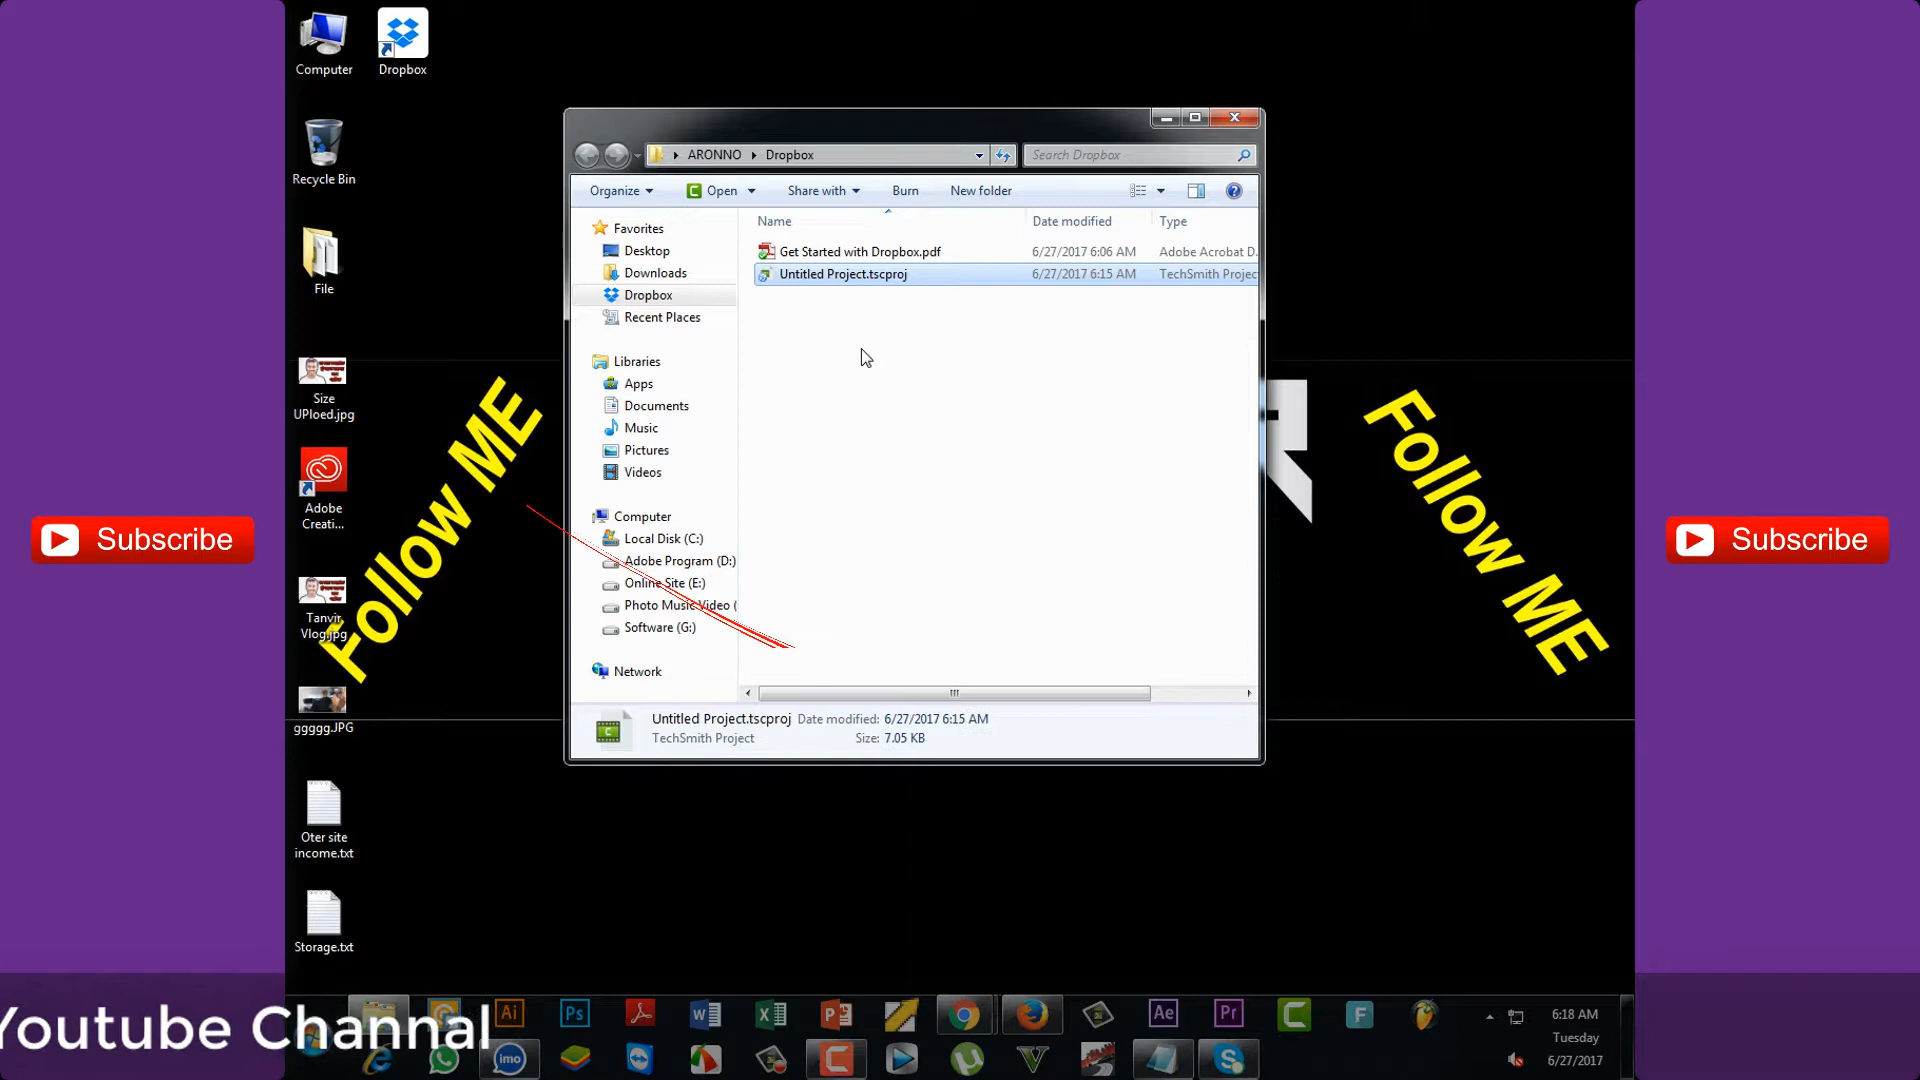 Computer
Dropbox
Recycle Bin
File
Size
UPloed.jpg
Adobe
Creati...
Tanvir
Vlog.jpg
ggggg.JPG
Oter site
income.txt
Storage.txt
Follow ME
Follow ME
Subscribe
Subscribe
ARONNO
Dropbox
Search Dropbox
Organize
Open
Share with
Burn
New folder
Name
Date modified
Type
Get Started with Dropbox.pdf
6/27/2017 6:06 AM
Adobe Acrobat D.
Untitled Project.tscproj
6/27/2017 6:15 AM
TechSmith Projec
Favorites
Desktop
Downloads
Dropbox
Recent Places
Libraries
Apps
Documents
Music
Pictures
Videos
Computer
Local Disk (C:)
Adobe Program (D:)
Online Site (E:)
Photo Music Video (
Software (G:)
Network
Untitled Project.tscproj
Date modified: 6/27/2017 6:15 AM
TechSmith Project
Size: 7.05 KB
Youtube Channal
Ai
Ps
Ae
Pr
F
imo
6:18 AM
Tuesday
6/27/2017